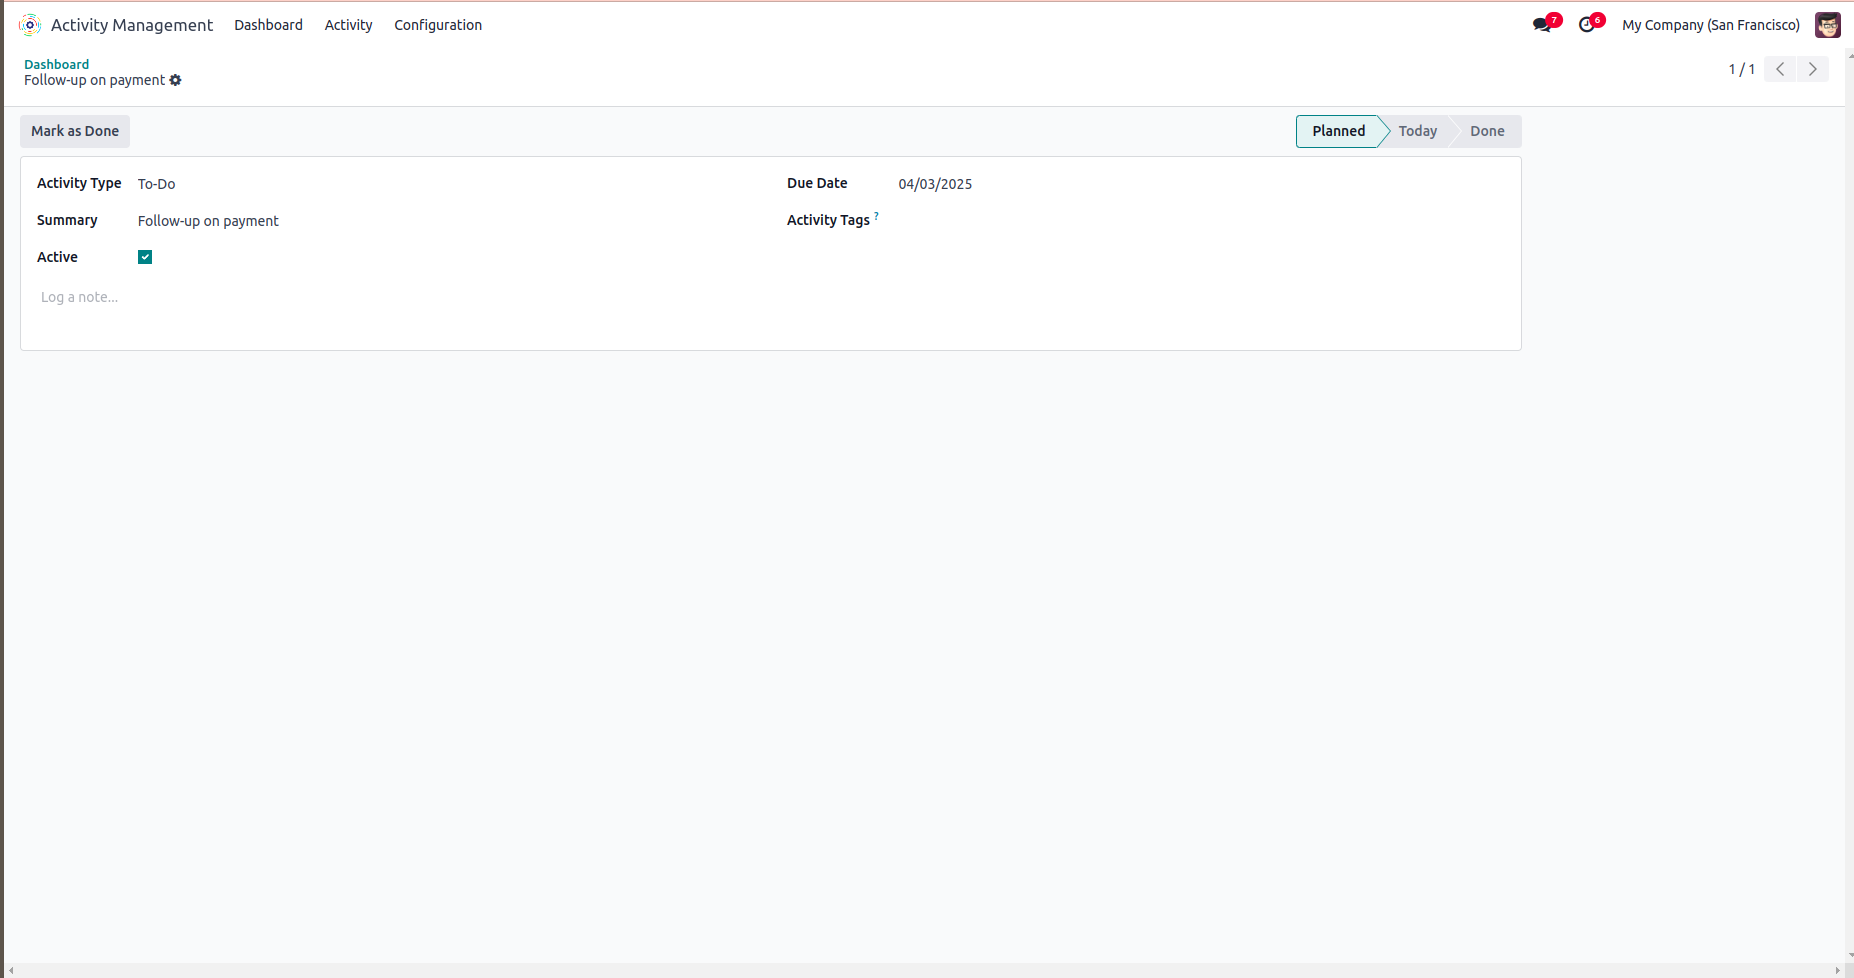 Activity Management Dashboard Activity Configuration 7 6 My Company (San Francisco)
Dashboard
Follow-up on payment
1 / 1
Mark as Done Planned Today Done
Activity Type To-Do Due Date 04/03/2025
Summary Follow-up on payment Activity Tags ?
Active
Log a note...